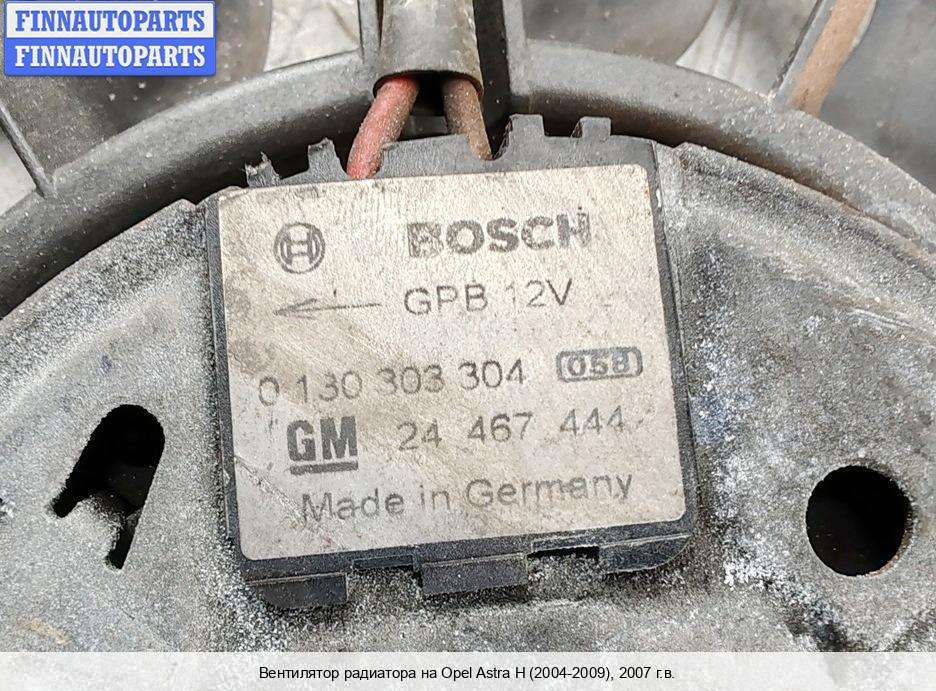 FINNAUTOPARTS
FINNAUTOPARTS
BOSCH
GPB 12V
0 130 303 304 058
GM 24 467 444
Made in Germany
Вентилятор радиатора на Opel Astra H (2004-2009), 2007 г.в.